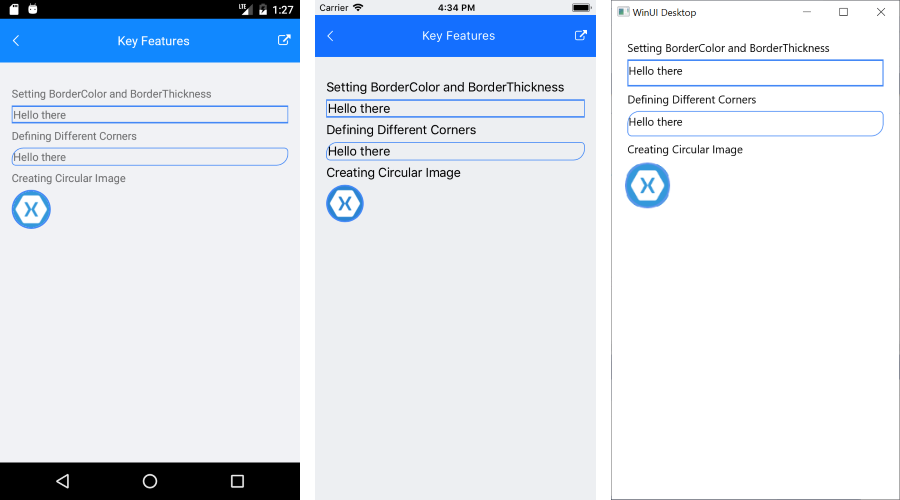 LTE 1:27
Key Features
Setting BorderColor and BorderThickness
Hello there
Defining Different Corners
Hello there
Creating Circular Image
Carrier 4:34 PM
Key Features
Setting BorderColor and BorderThickness
Hello there
Defining Different Corners
Hello there
Creating Circular Image
WinUI Desktop
Setting BorderColor and BorderThickness
Hello there
Defining Different Corners
Hello there
Creating Circular Image